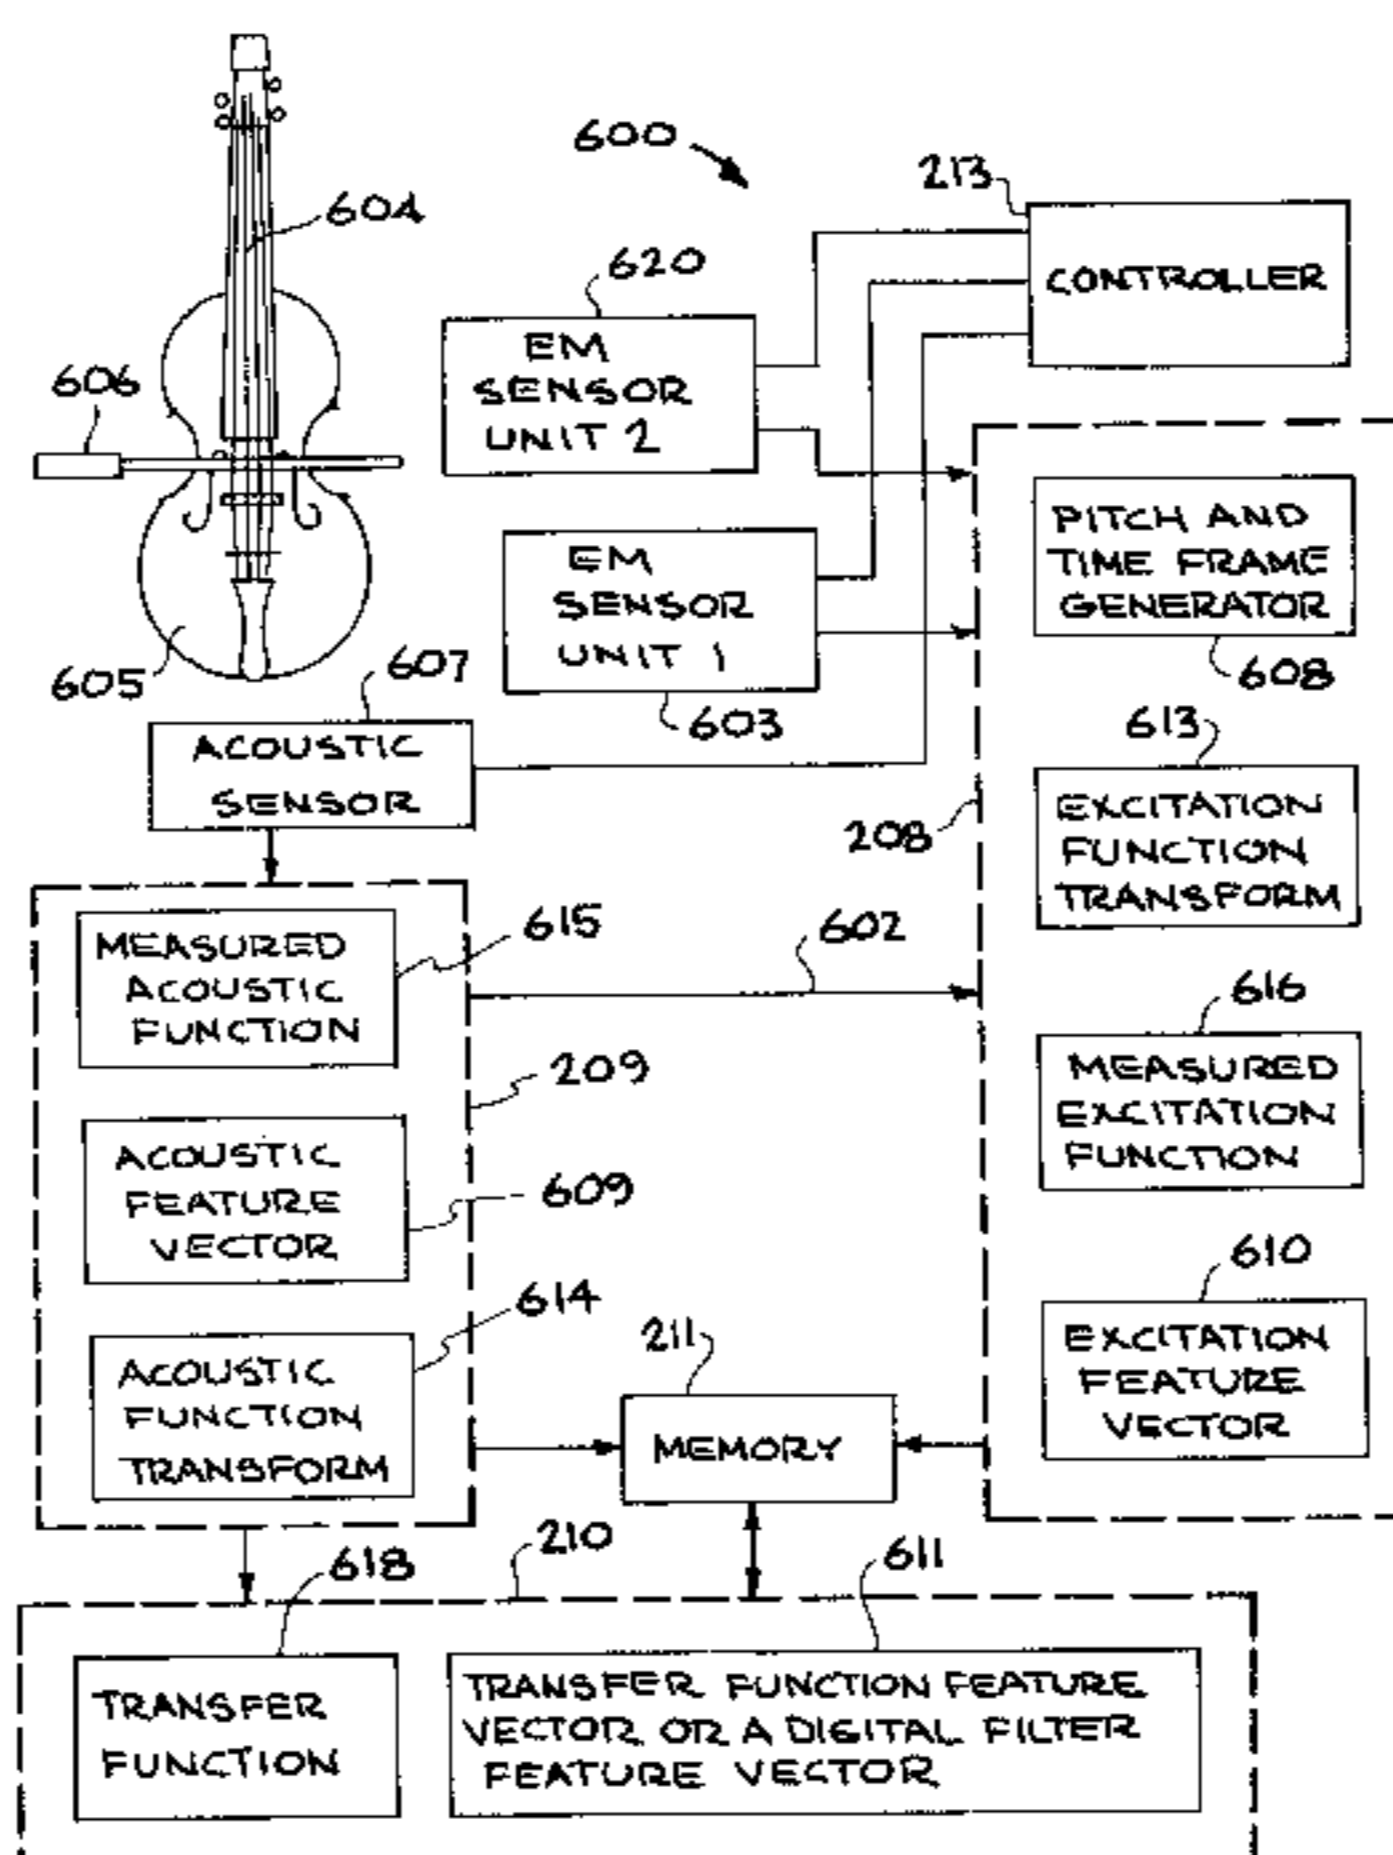 600
213
604
CONTROLLER
620
EM
SENSOR
UNIT 2
606
PITCH AND
TIME FRAME
GENERATOR
608
EM
SENSOR
UNIT 1
603
605
607
ACOUSTIC
SENSOR
613
EXCITATION
FUNCTION
TRANSFORM
208
615
MEASURED
ACOUSTIC
FUNCTION
602
616
MEASURED
EXCITATION
FUNCTION
209
ACOUSTIC
FEATURE
VECTOR
609
610
EXCITATION
FEATURE
VECTOR
614
ACOUSTIC
FUNCTION
TRANSFORM
211
MEMORY
210
618
611
TRANSFER
FUNCTION
TRANSFER FUNCTION FEATURE
VECTOR OR A DIGITAL FILTER
FEATURE VECTOR